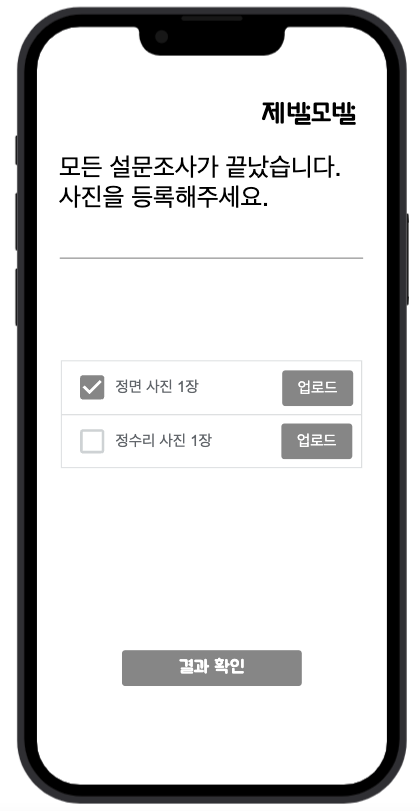 제발모발
모든 설문조사가 끝났습니다.
사진을 등록해주세요.
정면 사진 1장
업로드
정수리 사진 1장
업로드
결과 확인